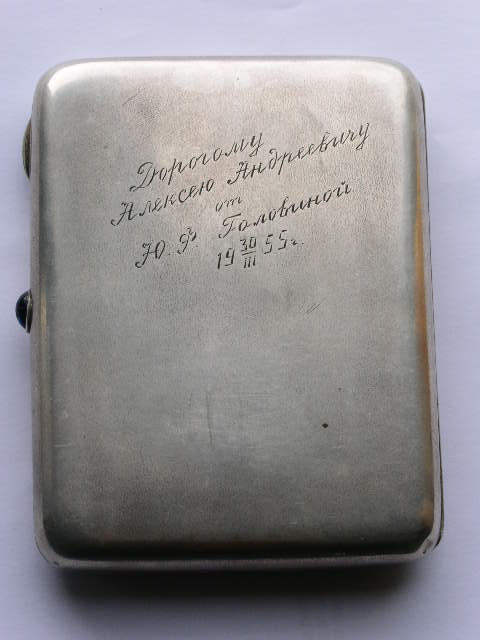 Дорогому
Алексею Андреевичу
от
Ю. Ф. Головиной
19 30/III 55 г.